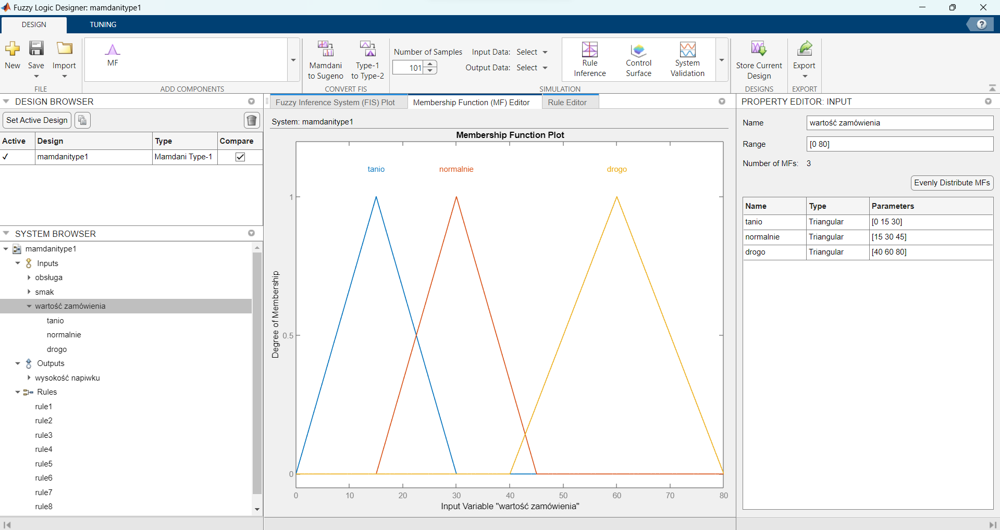 Fuzzy Logic Designer: mamdanitype1
DESIGN
TUNING
New
Save
Import
FILE
MF
ADD COMPONENTS
Mamdani
to Sugeno
Type-1
to Type-2
CONVERT FIS
Number of Samples
101
Input Data: Select
Output Data: Select
Rule
Inference
Control
Surface
System
Validation
SIMULATION
Store Current
Design
DESIGNS
Export
EXPORT
?
DESIGN BROWSER
Set Active Design
Active Design Type Compare
✓ mamdanitype1 Mamdani Type-1
SYSTEM BROWSER
mamdanitype1
Inputs
obsługa
smak
wartość zamówienia
tanio
normalnie
drogo
Outputs
wysokość napiwku
Rules
rule1
rule2
rule3
rule4
rule5
rule6
rule7
rule8
Fuzzy Inference System (FIS) Plot
Membership Function (MF) Editor
Rule Editor
System: mamdanitype1
Membership Function Plot
tanio
normalnie
drogo
1
0.5
0
Degree of Membership
0 10 20 30 40 50 60 70 80
Input Variable "wartość zamówienia"
PROPERTY EDITOR: INPUT
Name wartość zamówienia
Range [0 80]
Number of MFs: 3
Evenly Distribute MFs
Name Type Parameters
tanio Triangular [0 15 30]
normalnie Triangular [15 30 45]
drogo Triangular [40 60 80]